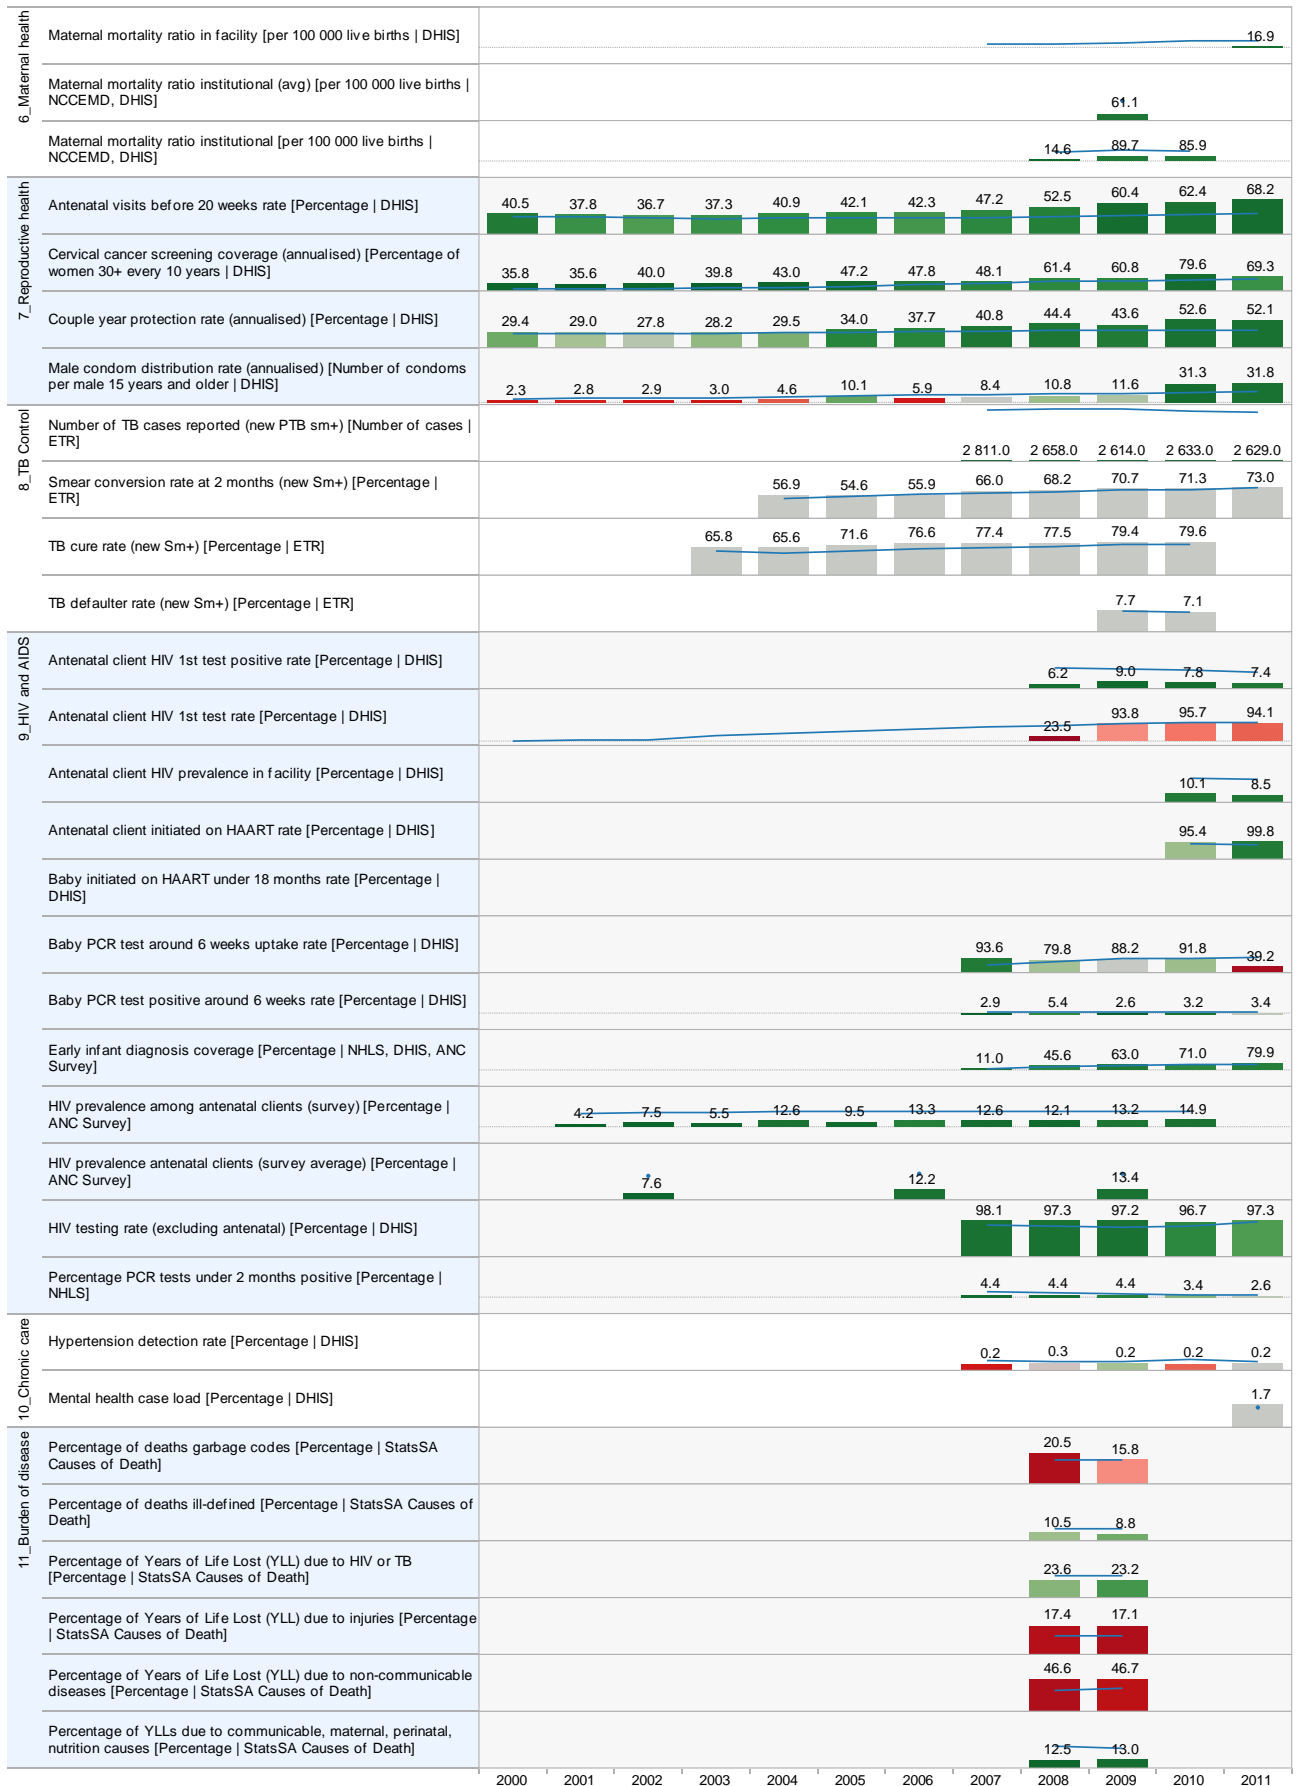 6_Maternal health
Maternal mortality ratio in facility [per 100 000 live births | DHIS]
16.9
Maternal mortality ratio institutional (avg) [per 100 000 live births |
NCCEMD, DHIS]
61.1
Maternal mortality ratio institutional [per 100 000 live births |
NCCEMD, DHIS]
14.6 89.7 85.9
7_Reproductive health
Antenatal visits before 20 weeks rate [Percentage | DHIS]
40.5 37.8 36.7 37.3 40.9 42.1 42.3 47.2 52.5 60.4 62.4 68.2
Cervical cancer screening coverage (annualised) [Percentage of
women 30+ every 10 years | DHIS]
35.8 35.6 40.0 39.8 43.0 47.2 47.8 48.1 61.4 60.8 79.6 69.3
Couple year protection rate (annualised) [Percentage | DHIS]
29.4 29.0 27.8 28.2 29.5 34.0 37.7 40.8 44.4 43.6 52.6 52.1
Male condom distribution rate (annualised) [Number of condoms
per male 15 years and older | DHIS]
2.3 2.8 2.9 3.0 4.6 10.1 5.9 8.4 10.8 11.6 31.3 31.8
8_TB Control
Number of TB cases reported (new PTB sm+) [Number of cases |
ETR]
2 811.0 2 658.0 2 614.0 2 633.0 2 629.0
Smear conversion rate at 2 months (new Sm+) [Percentage |
ETR]
56.9 54.6 55.9 66.0 68.2 70.7 71.3 73.0
TB cure rate (new Sm+) [Percentage | ETR]
65.8 65.6 71.6 76.6 77.4 77.5 79.4 79.6
TB defaulter rate (new Sm+) [Percentage | ETR]
7.7 7.1
9_HIV and AIDS
Antenatal client HIV 1st test positive rate [Percentage | DHIS]
6.2 9.0 7.8 7.4
Antenatal client HIV 1st test rate [Percentage | DHIS]
23.5 93.8 95.7 94.1
Antenatal client HIV prevalence in facility [Percentage | DHIS]
10.1 8.5
Antenatal client initiated on HAART rate [Percentage | DHIS]
95.4 99.8
Baby initiated on HAART under 18 months rate [Percentage |
DHIS]
Baby PCR test around 6 weeks uptake rate [Percentage | DHIS]
93.6 79.8 88.2 91.8 39.2
Baby PCR test positive around 6 weeks rate [Percentage | DHIS]
2.9 5.4 2.6 3.2 3.4
Early infant diagnosis coverage [Percentage | NHLS, DHIS, ANC
Survey]
11.0 45.6 63.0 71.0 79.9
HIV prevalence among antenatal clients (survey) [Percentage |
ANC Survey]
4.2 7.5 5.5 12.6 9.5 13.3 12.6 12.1 13.2 14.9
HIV prevalence antenatal clients (survey average) [Percentage |
ANC Survey]
7.6 12.2 13.4
HIV testing rate (excluding antenatal) [Percentage | DHIS]
98.1 97.3 97.2 96.7 97.3
Percentage PCR tests under 2 months positive [Percentage |
NHLS]
4.4 4.4 4.4 3.4 2.6
10_Chronic care
Hypertension detection rate [Percentage | DHIS]
0.2 0.3 0.2 0.2 0.2
Mental health case load [Percentage | DHIS]
1.7
11_Burden of disease
Percentage of deaths garbage codes [Percentage | StatsSA
Causes of Death]
20.5 15.8
Percentage of deaths ill-defined [Percentage | StatsSA Causes of
Death]
10.5 8.8
Percentage of Years of Life Lost (YLL) due to HIV or TB
[Percentage | StatsSA Causes of Death]
23.6 23.2
Percentage of Years of Life Lost (YLL) due to injuries [Percentage
| StatsSA Causes of Death]
17.4 17.1
Percentage of Years of Life Lost (YLL) due to non-communicable
diseases [Percentage | StatsSA Causes of Death]
46.6 46.7
Percentage of YLLs due to communicable, maternal, perinatal,
nutrition causes [Percentage | StatsSA Causes of Death]
12.5 13.0
2000 2001 2002 2003 2004 2005 2006 2007 2008 2009 2010 2011